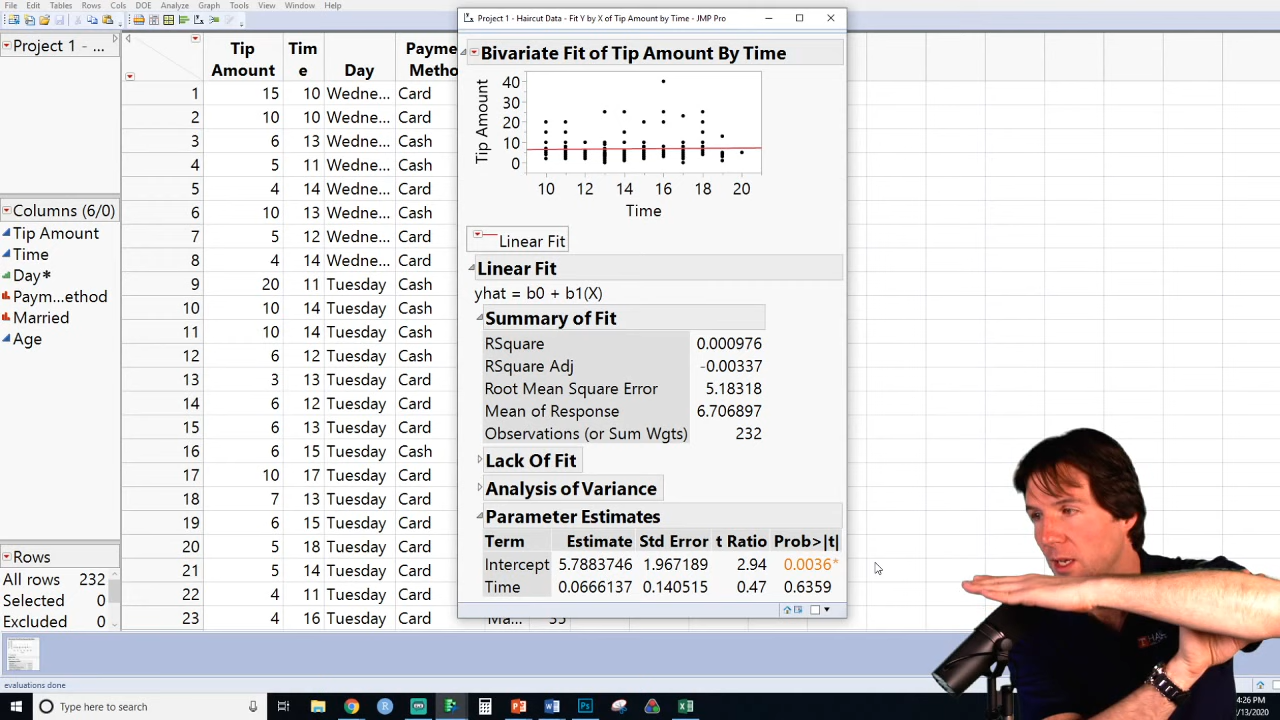 Project 1 - Haircut Data - Fit Y by X of Tip Amount by Time - JMP Pro
File Edit Tables Rows Cols DOE Analyze Graph Tools View Window Help
Project 1 - ...
Tip Amount Time Day Payme Metho
1 15 10 Wedne... Card
2 10 10 Wedne... Card
3 6 13 Wedne... Cash
4 5 11 Wedne... Cash
5 4 14 Wedne... Card
6 10 13 Wedne... Cash
7 5 12 Wedne... Card
8 4 14 Wedne... Card
9 20 11 Tuesday Cash
10 10 14 Tuesday Cash
11 10 14 Tuesday Cash
12 6 12 Tuesday Cash
13 3 13 Tuesday Card
14 6 12 Tuesday Card
15 6 13 Tuesday Card
16 6 15 Tuesday Cash
17 10 17 Tuesday Card
18 7 13 Tuesday Card
19 6 15 Tuesday Card
20 5 18 Tuesday Card
21 5 14 Tuesday Card
22 4 11 Tuesday Card
23 4 16 Tuesday Card Ma... 35
Columns (6/0)
Tip Amount
Time
Day*
Paym...ethod
Married
Age
Rows
All rows 232
Selected 0
Excluded 0
evaluations done
Bivariate Fit of Tip Amount By Time
Tip Amount
40
30
20
10
0
10 12 14 16 18 20
Time
Linear Fit
Linear Fit
yhat = b0 + b1(X)
Summary of Fit
RSquare 0.000976
RSquare Adj -0.00337
Root Mean Square Error 5.18318
Mean of Response 6.706897
Observations (or Sum Wgts) 232
Lack Of Fit
Analysis of Variance
Parameter Estimates
Term Estimate Std Error t Ratio Prob>|t|
Intercept 5.7883746 1.967189 2.94 0.0036*
Time 0.0666137 0.140515 0.47 0.6359
Type here to search